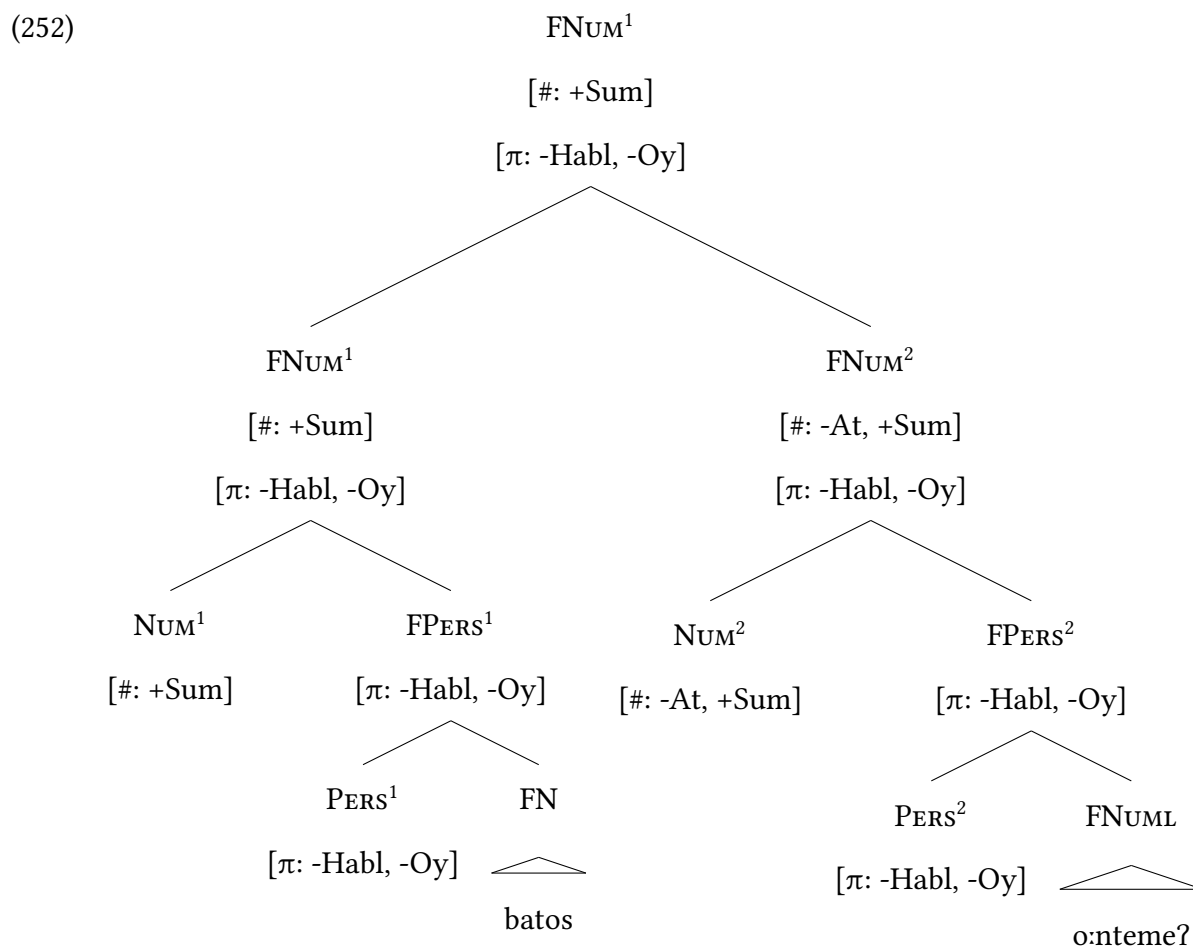 (252) FNUM¹
[#: +Sum]
[π: -Habl, -Oy]
FNUM¹ FNUM²
[#: +Sum] [#: -At, +Sum]
[π: -Habl, -Oy] [π: -Habl, -Oy]
NUM¹ FPERS¹ NUM² FPERS²
[#: +Sum] [π: -Habl, -Oy] [#: -At, +Sum] [π: -Habl, -Oy]
PERS¹ FN PERS² FNUML
[π: -Habl, -Oy] [π: -Habl, -Oy]
batos o:nteme?